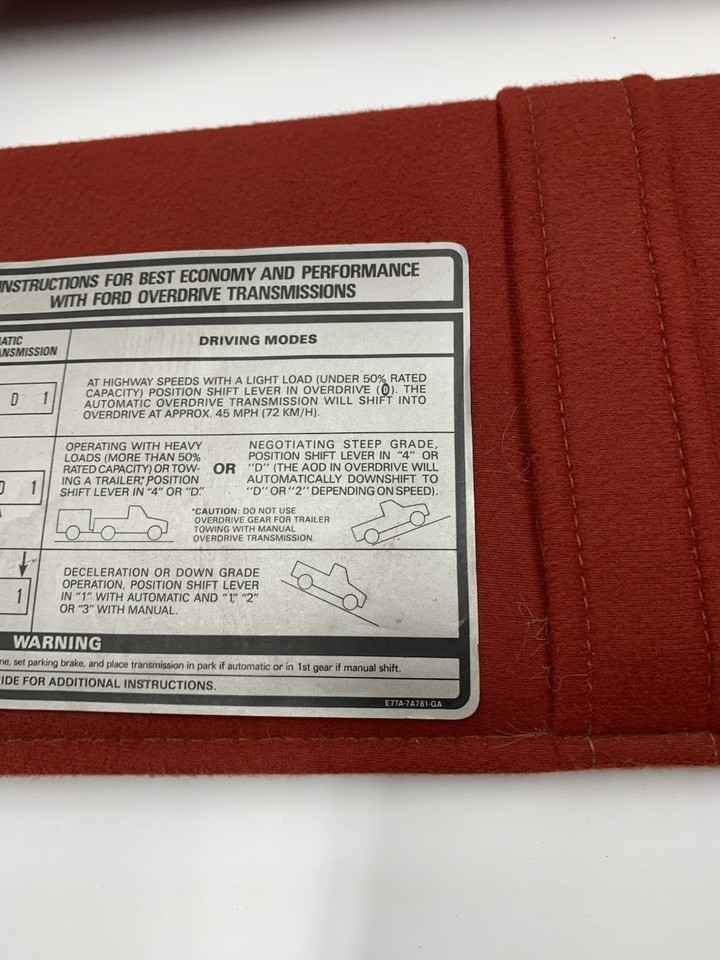 INSTRUCTIONS FOR BEST ECONOMY AND PERFORMANCE
WITH FORD OVERDRIVE TRANSMISSIONS
DRIVING MODES
D 1
AT HIGHWAY SPEEDS WITH A LIGHT LOAD (UNDER 50% RATED
CAPACITY) POSITION SHIFT LEVER IN OVERDRIVE (D). THE
AUTOMATIC OVERDRIVE TRANSMISSION WILL SHIFT INTO
OVERDRIVE AT APPROX. 45 MPH (72 KM/H).
D 1
OPERATING WITH HEAVY
LOADS (MORE THAN 50%
RATED CAPACITY) OR TOW-
ING A TRAILER,* POSITION
SHIFT LEVER IN "4" OR "D."
OR
NEGOTIATING STEEP GRADE,
POSITION SHIFT LEVER IN "4" OR
"D" (THE AOD IN OVERDRIVE WILL
AUTOMATICALLY DOWNSHIFT TO
"D" OR "2" DEPENDING ON SPEED).
*CAUTION: DO NOT USE
OVERDRIVE GEAR FOR TRAILER
TOWING WITH MANUAL
OVERDRIVE TRANSMISSION.
1
DECELERATION OR DOWN GRADE
OPERATION, POSITION SHIFT LEVER
IN "1" WITH AUTOMATIC AND "1," "2"
OR "3" WITH MANUAL.
WARNING
set parking brake, and place transmission in park if automatic or in 1st gear if manual shift.
FOR ADDITIONAL INSTRUCTIONS.
E7TA-7A781-GA